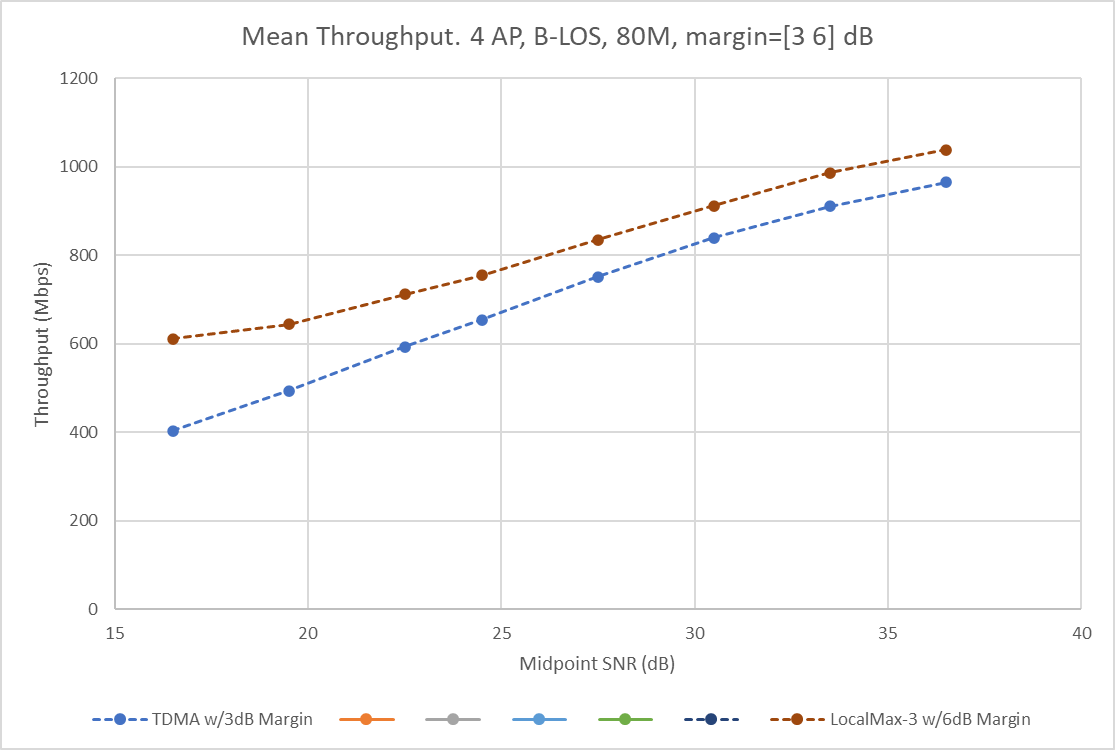 Mean Throughput. 4 AP, B-LOS, 80M, margin=[3 6] dB
1200
1000
800
600
400
200
0
Throughput (Mbps)
15 20 25 30 35 40
Midpoint SNR (dB)
TDMA w/3dB Margin LocalMax-3 w/6dB Margin